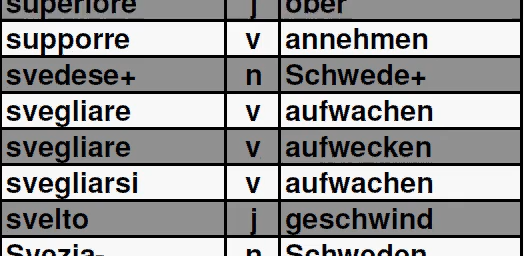 superiore j ober
supporre v annehmen
svedese+ n Schwede+
svegliare v aufwachen
svegliare v aufwecken
svegliarsi v aufwachen
svelto j geschwind
Svezia- n Schweden